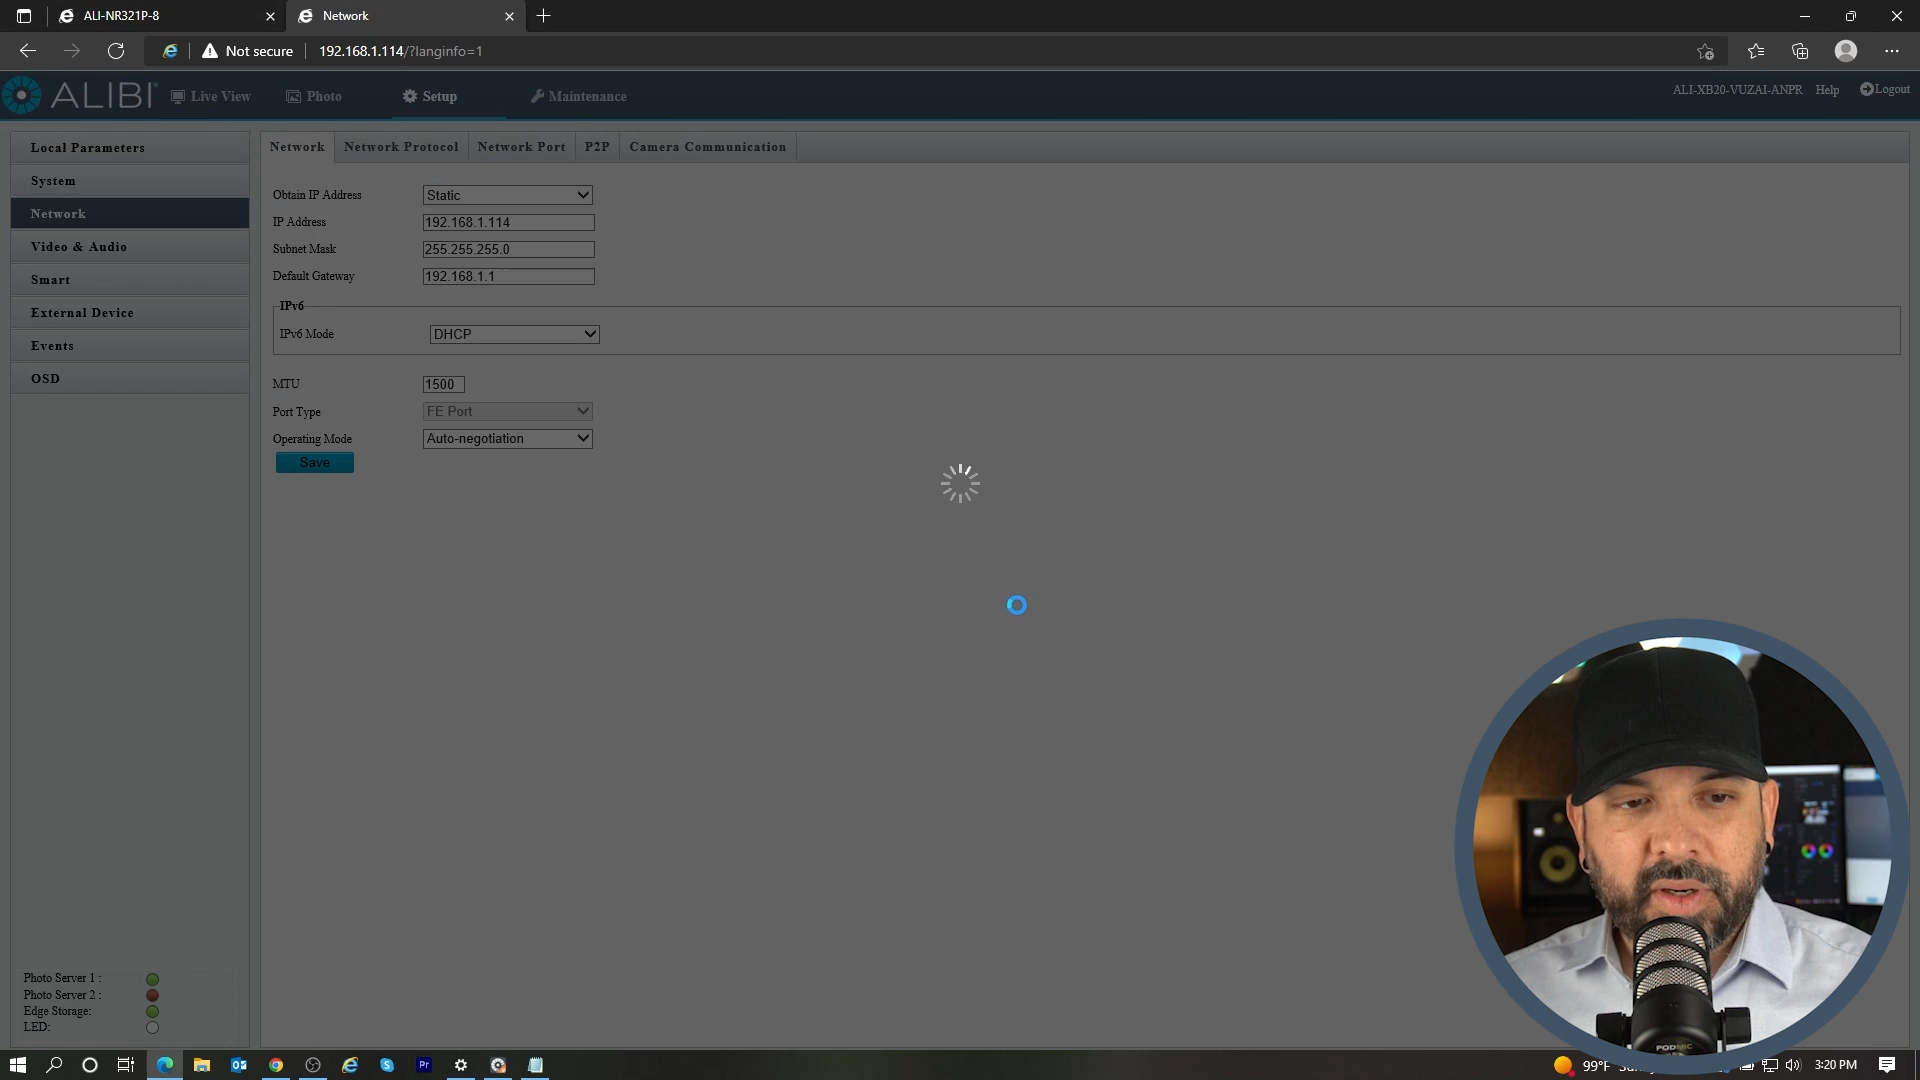 ALI-NR321P-8
Network
Not secure
192.168.1.114/?langinfo=1
ALIBI
Live View
Photo
Setup
Maintenance
ALI-XB20-VUZAI-ANPR
Help
Logout
Local Parameters
System
Network
Video & Audio
Smart
External Device
Events
OSD
Network
Network Protocol
Network Port
P2P
Camera Communication
Obtain IP Address
Static
IP Address
192.168.1.114
Subnet Mask
255.255.255.0
Default Gateway
192.168.1.1
IPv6
IPv6 Mode
DHCP
MTU
1500
Port Type
FE Port
Operating Mode
Auto-negotiation
Save
Photo Server 1 :
Photo Server 2 :
Edge Storage:
LED:
PODMIC
Pr
99°F
3:20 PM